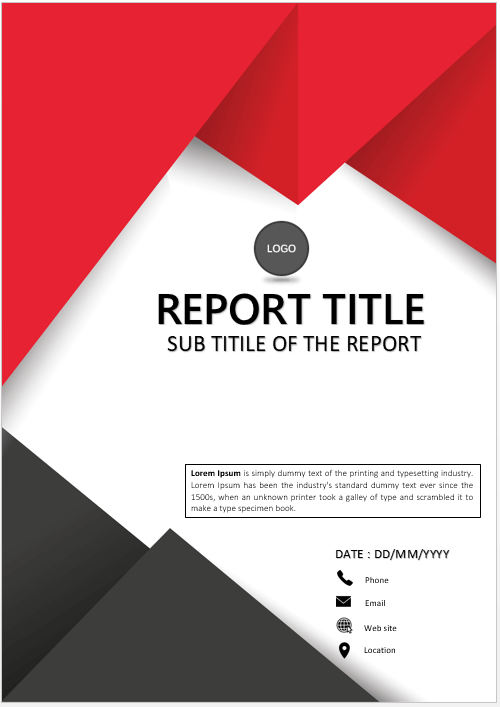 LOGO
REPORT TITLE
SUB TITILE OF THE REPORT
Lorem Ipsum is simply dummy text of the printing and typesetting industry.
Lorem Ipsum has been the industry's standard dummy text ever since the
1500s, when an unknown printer took a galley of type and scrambled it to
make a type specimen book.
DATE : DD/MM/YYYY
Phone
Email
Web site
Location